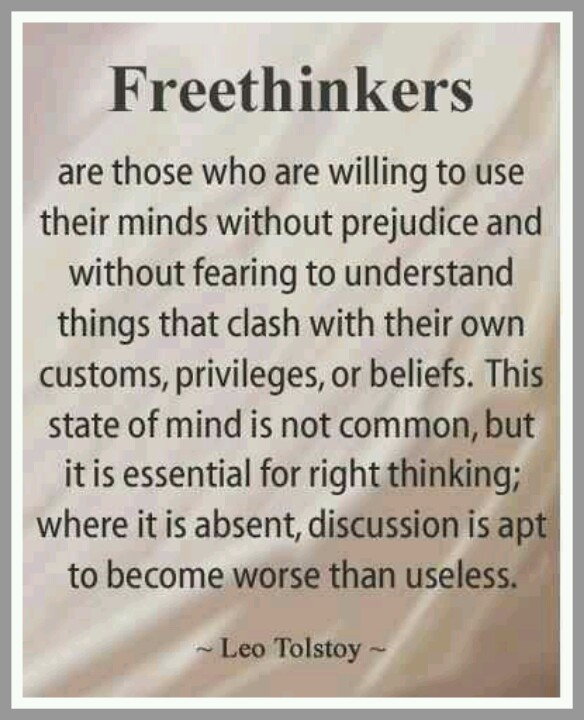 Freethinkers
are those who are willing to use
their minds without prejudice and
without fearing to understand
things that clash with their own
customs, privileges, or beliefs. This
state of mind is not common, but
it is essential for right thinking;
where it is absent, discussion is apt
to become worse than useless.
~ Leo Tolstoy ~